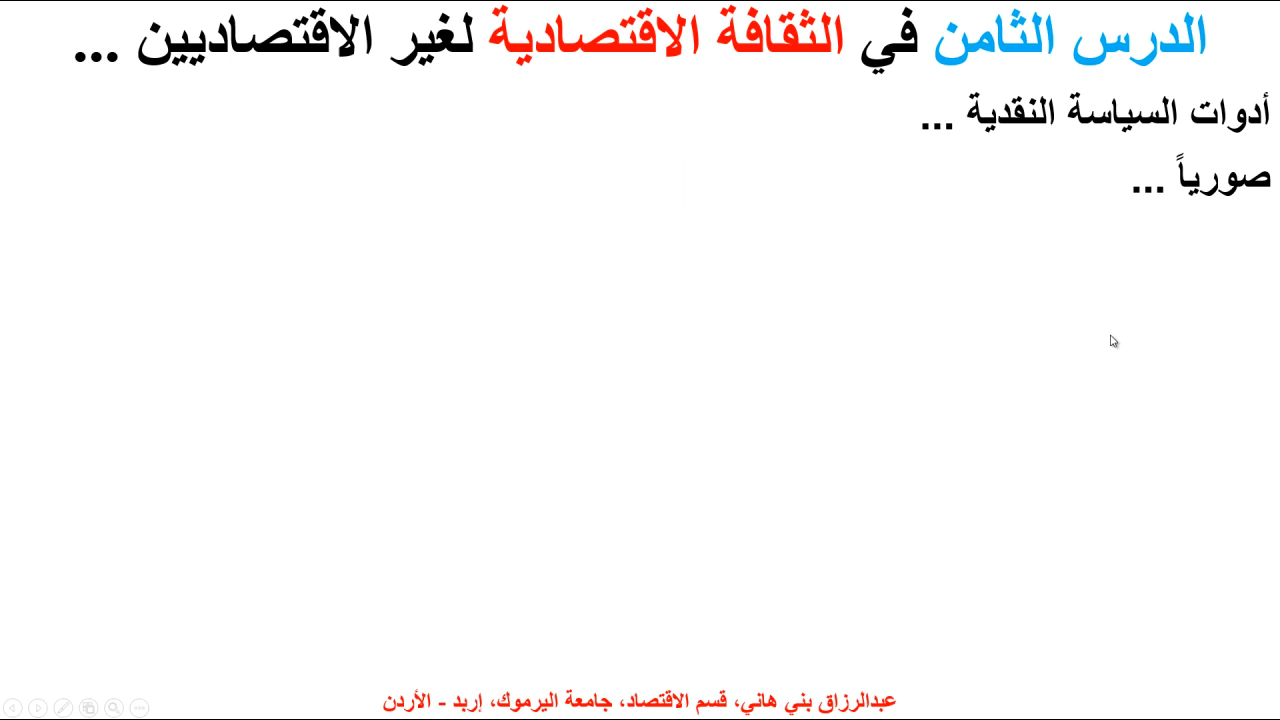 الدرس الثامن في الثقافة الاقتصادية لغير الاقتصاديين ...
أدوات السياسة النقدية ...
صورياً ...
عبدالرزاق بني هاني، قسم الاقتصاد، جامعة اليرموك، إربد - الأردن